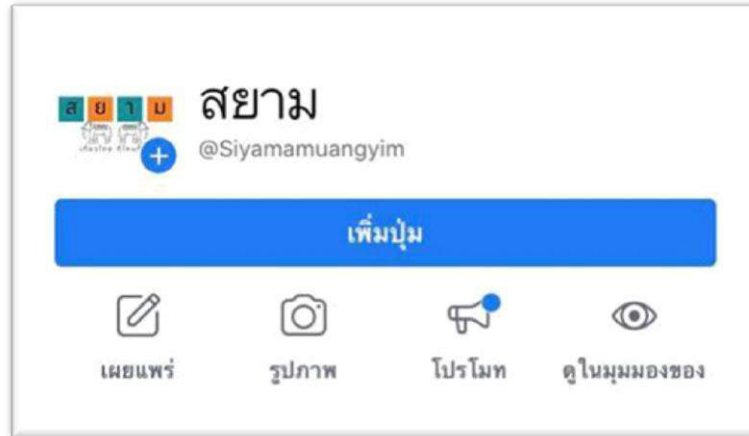 สยาม
สยาม
@Siyamamuangyim
เพิ่มปุ่ม
เผยแพร่
รูปภาพ
โปรโมท
ดูในมุมมองของ